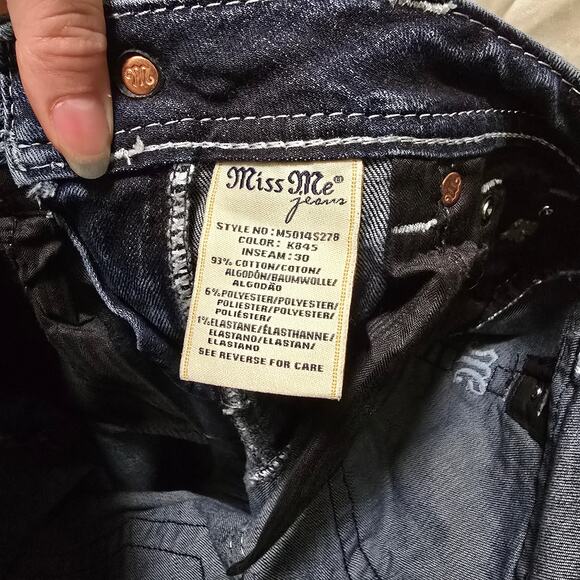 Miss Me®
jeans
STYLE NO:M5014S278
COLOR: K845
INSEAM:30
93% COTTON/COTON/
ALGODÓN/BAUMWOLLE/
ALGODÃO
6%POLYESTER/POLYESTER/
POLIÉSTER/POLYESTER/
POLIÉSTER/
1%ELASTANE/ÉLASTHANNE/
ELASTANO/ELASTAN/
ELASTANO
SEE REVERSE FOR CARE
M
Me